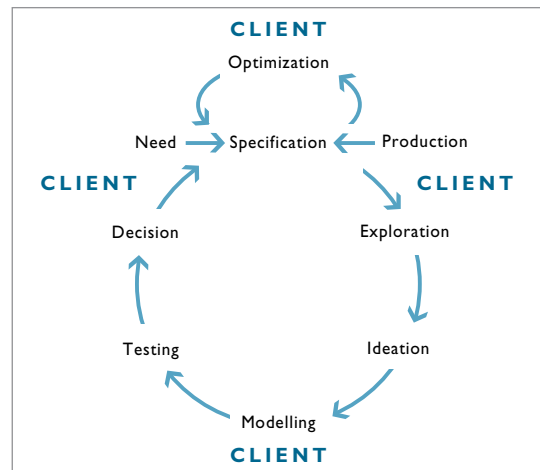 CLIENT
Optimization
Need Specification Production
CLIENT CLIENT
Decision Exploration
Testing Ideation
Modelling
CLIENT